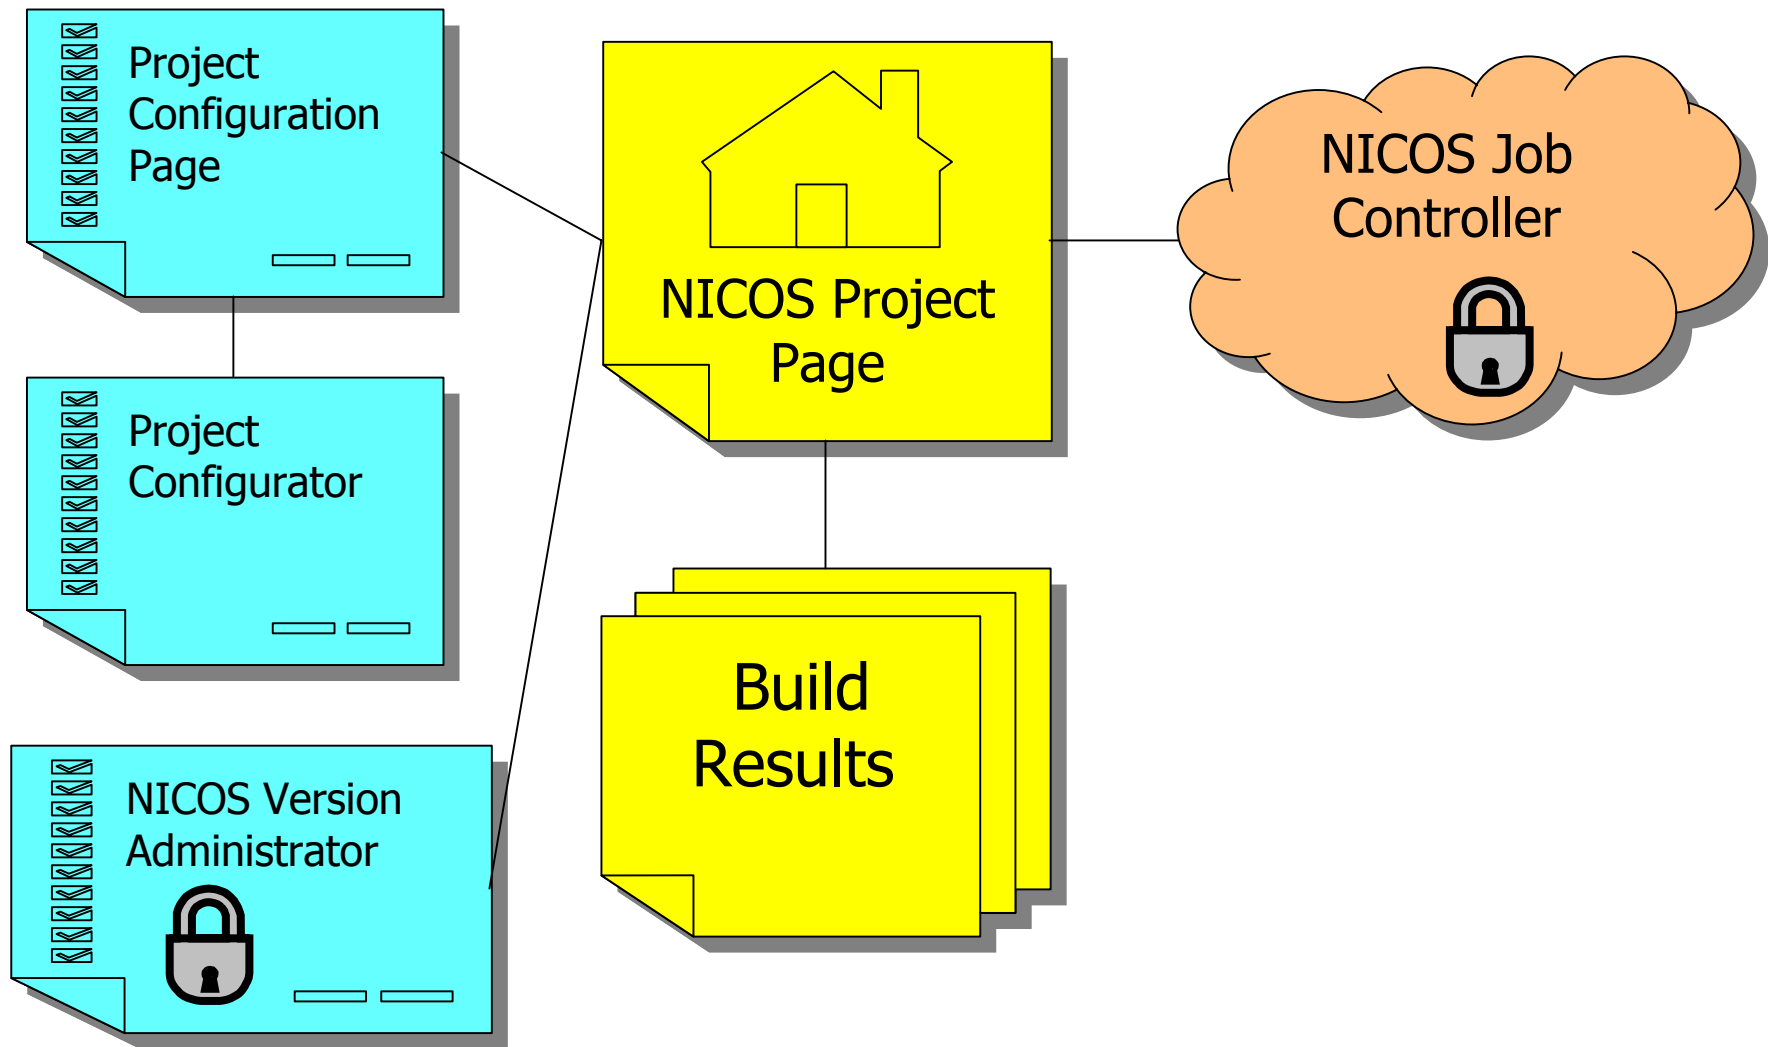 Project
Configuration
Page
Project
Configurator
NICOS Version
Administrator
NICOS Project
Page
Build
Results
NICOS Job
Controller